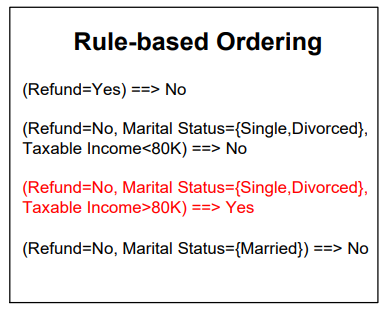 Rule-based Ordering
(Refund=Yes) ==> No
(Refund=No, Marital Status={Single,Divorced},
Taxable Income<80K) ==> No
(Refund=No, Marital Status={Single,Divorced},
Taxable Income>80K) ==> Yes
(Refund=No, Marital Status={Married}) ==> No